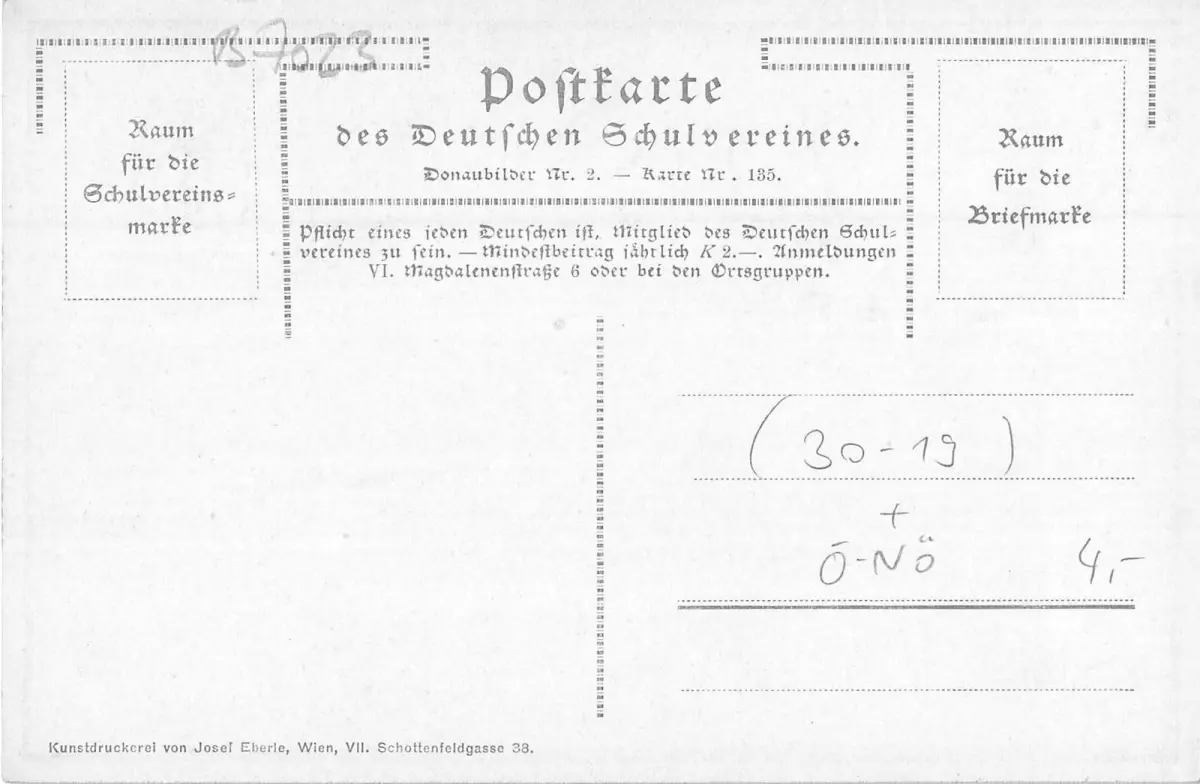 B-7023
Postkarte
des Deutschen Schulvereines.
Donaubilder Nr. 2. — Karte Nr. 135.
Raum
für die
Schulvereins=
marke
Raum
für die
Briefmarke
Pflicht eines jeden Deutschen ist, Mitglied des Deutschen Schul-
vereines zu sein. — Mindestbeitrag jährlich K 2.—. Anmeldungen
VI. Magdalenenstraße 6 oder bei den Ortsgruppen.
(30-19)
+
Ö-NÖ 4-
Kunstdruckerei von Josef Eberle, Wien, VII. Schottenfeldgasse 38.